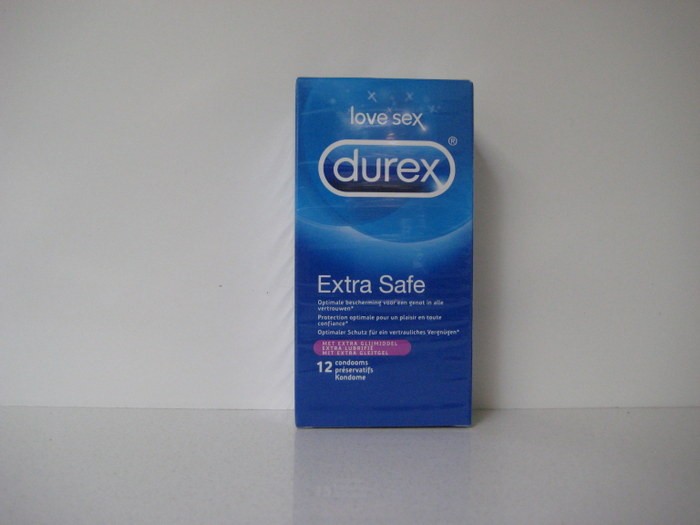 love sex
durex®
Extra Safe
Optimale bescherming voor een genot in alle
vertrouwen*
Protection optimale pour un plaisir en toute
confiance*
Optimaler Schutz für ein vertrauliches Vergnügen*
MET EXTRA GLIJMIDDEL
EXTRA LUBRIFIÉ
MET EXTRA GLEITGEL
12 condooms
préservatifs
Kondome